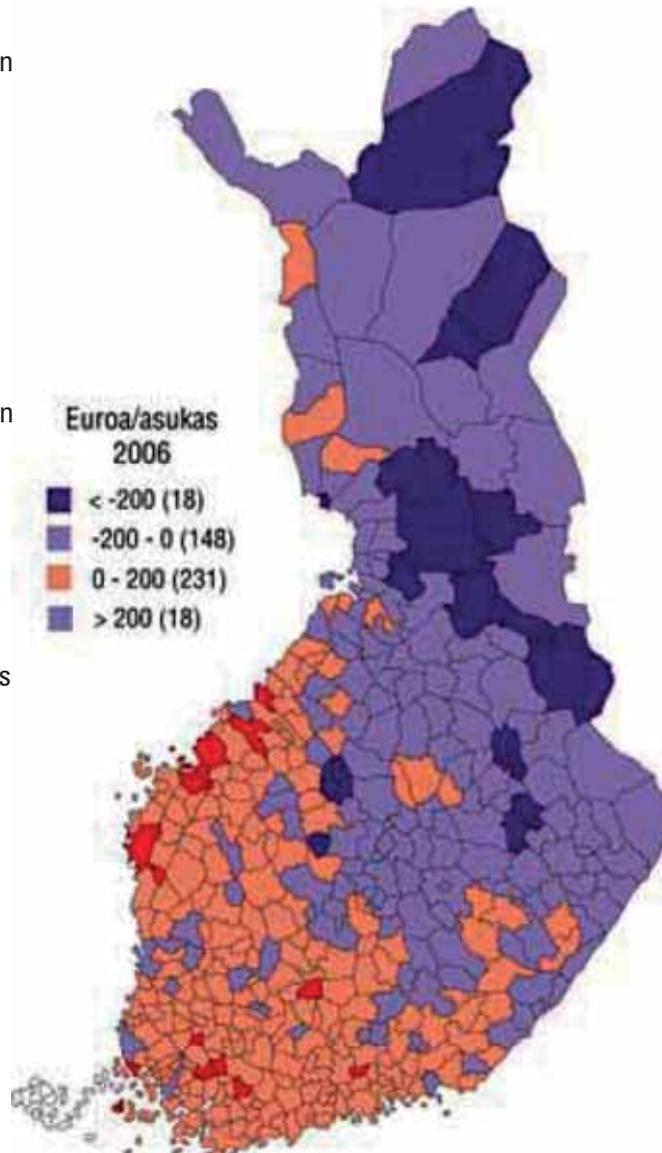 n
n
Euroa/asukas
2006
< -200 (18)
-200 - 0 (148)
0 - 200 (231)
> 200 (18)
s